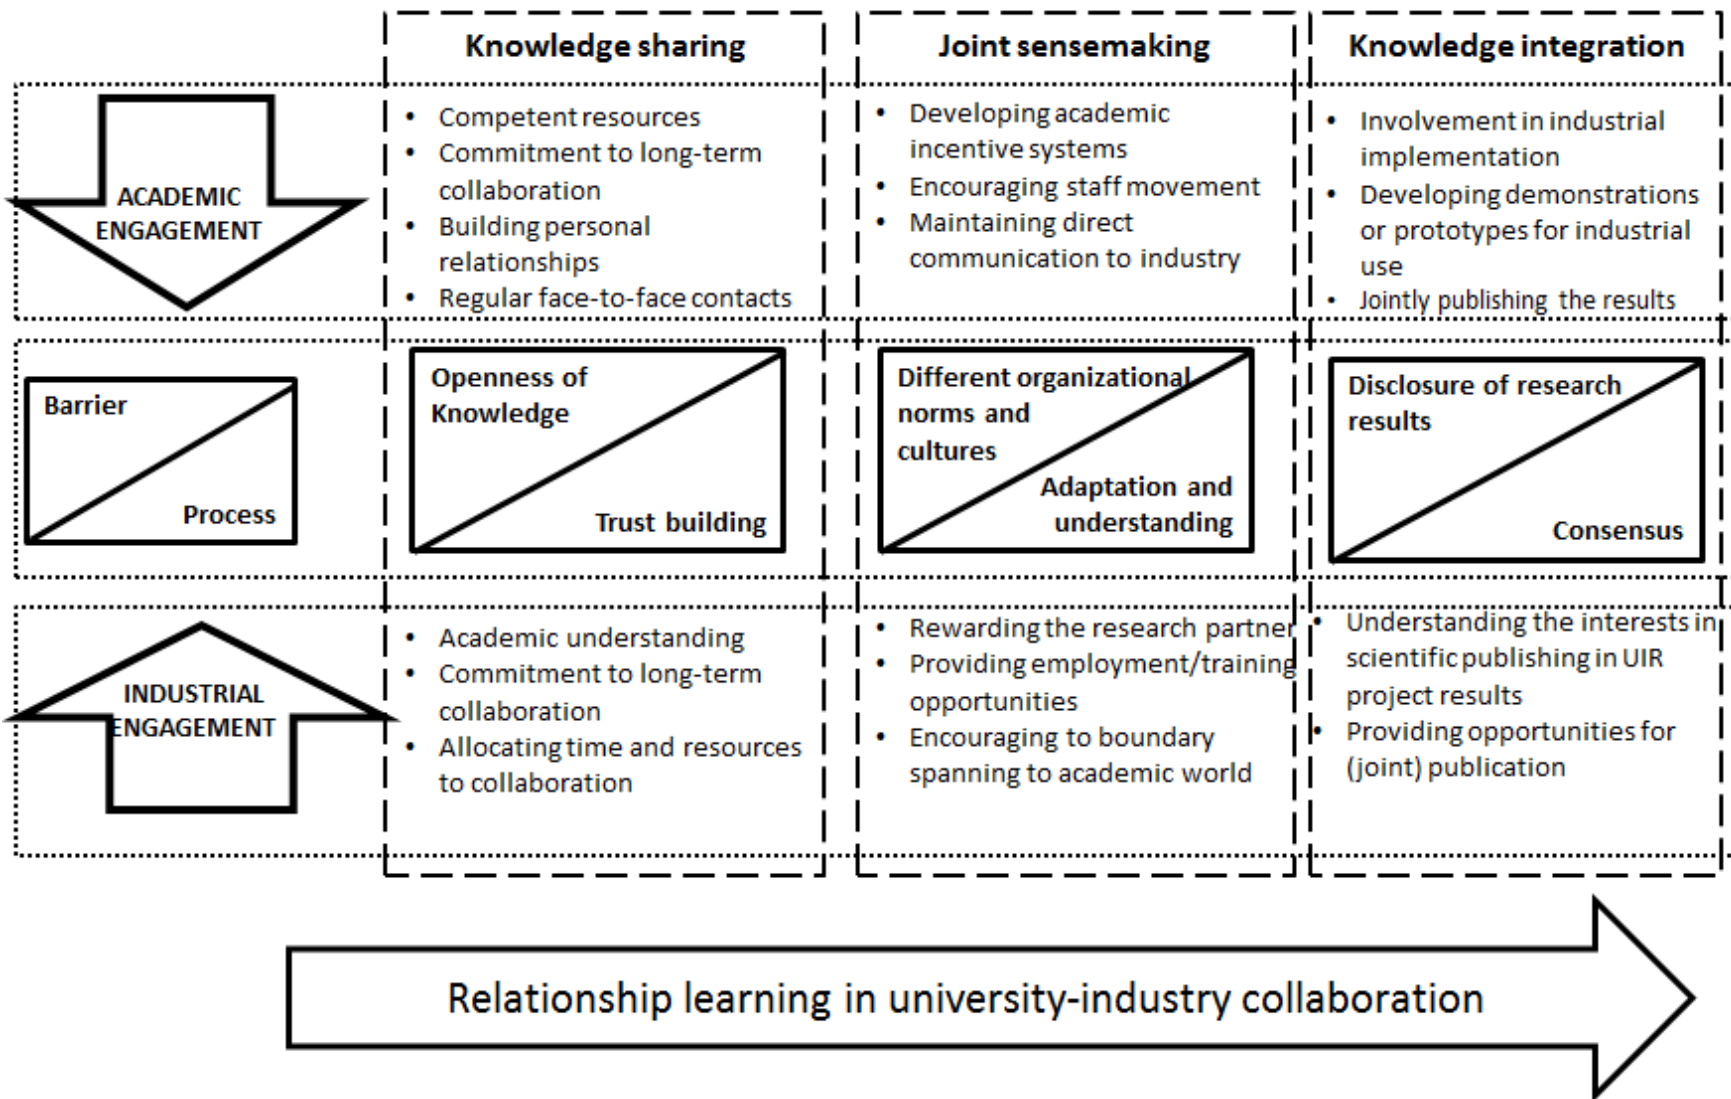 Knowledge sharing
Joint sensemaking
Knowledge integration
ACADEMIC
ENGAGEMENT
• Competent resources
• Commitment to long-term
collaboration
• Building personal
relationships
• Regular face-to-face contacts
• Developing academic
incentive systems
• Encouraging staff movement
• Maintaining direct
communication to industry
• Involvement in industrial
implementation
• Developing demonstrations
or prototypes for industrial
use
• Jointly publishing the results
Barrier
Process
Openness of
Knowledge
Trust building
Different organizational
norms and
cultures
Adaptation and
understanding
Disclosure of research
results
Consensus
INDUSTRIAL
ENGAGEMENT
• Academic understanding
• Commitment to long-term
collaboration
• Allocating time and resources
to collaboration
• Rewarding the research partner
• Providing employment/training
opportunities
• Encouraging to boundary
spanning to academic world
• Understanding the interests in
scientific publishing in UIR
project results
• Providing opportunities for
(joint) publication
Relationship learning in university-industry collaboration